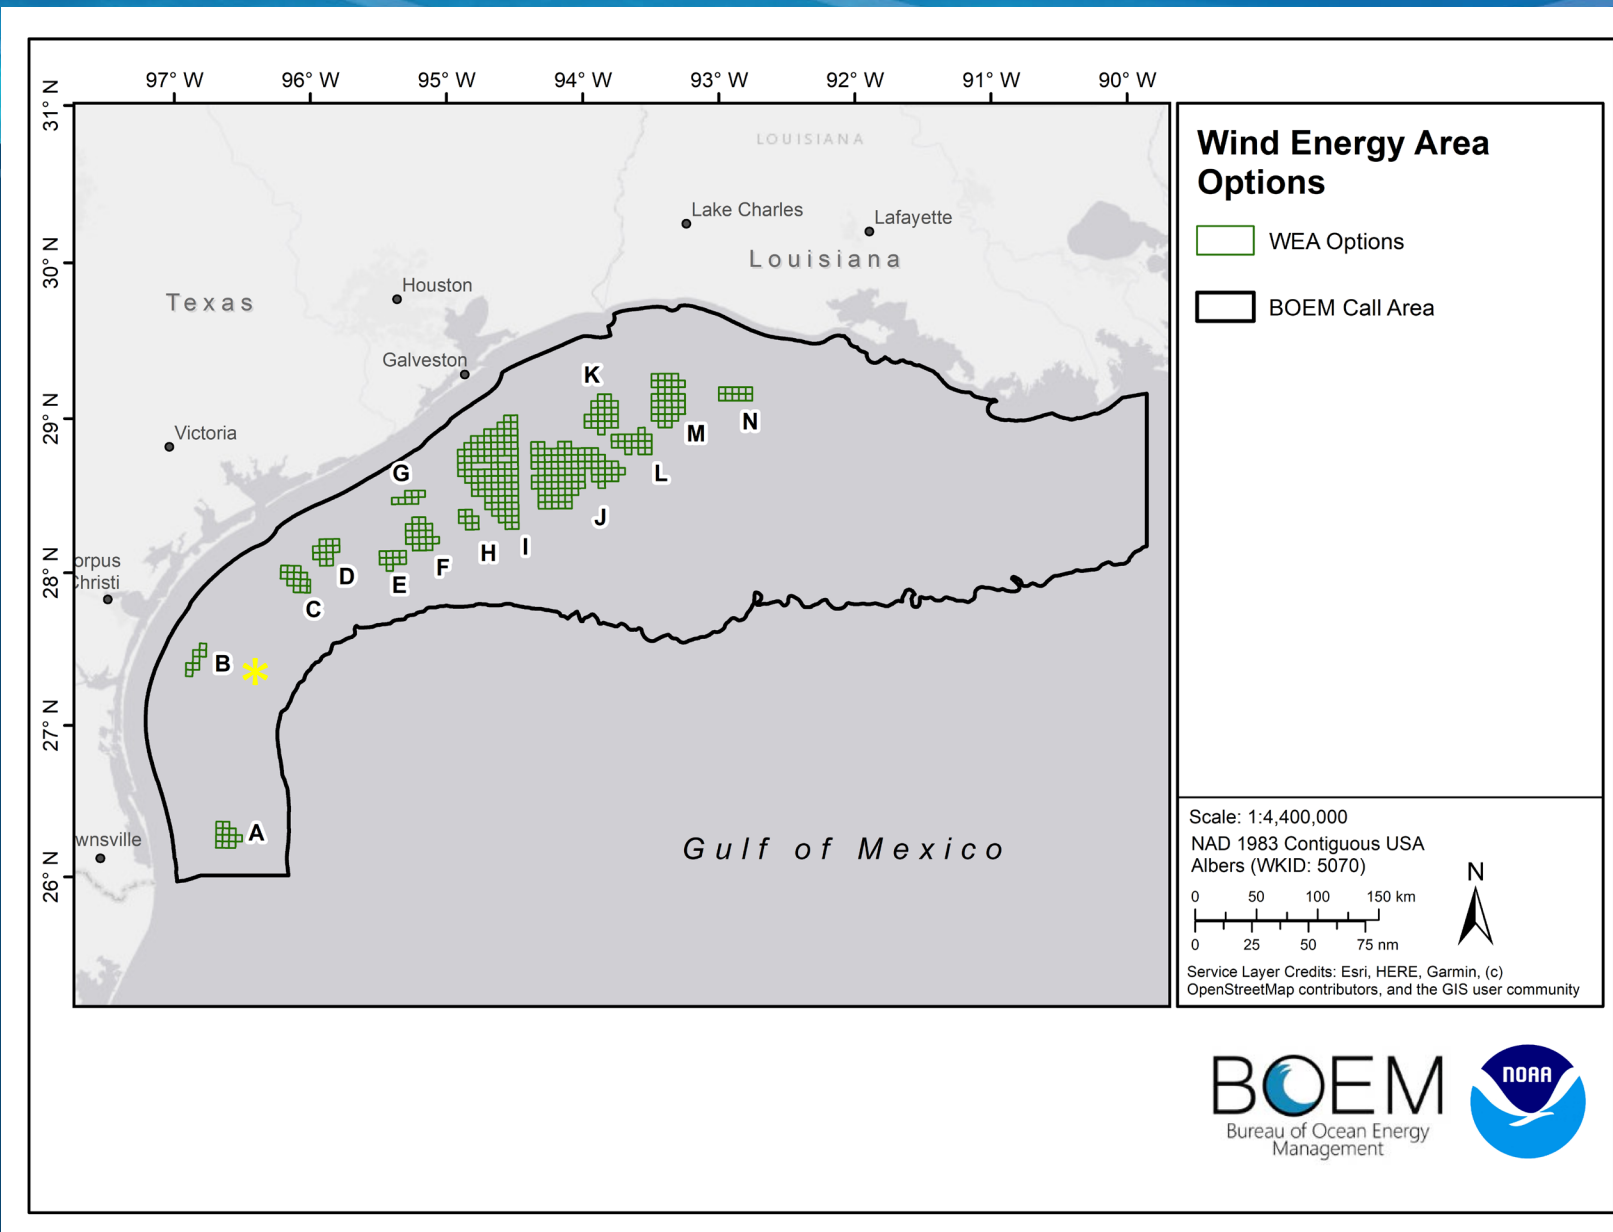 97° W 96° W 95° W 94° W 93° W 92° W 91° W 90° W
31° N
30° N
29° N
28° N
27° N
26° N
LOUISIANA
Lake Charles
Lafayette
Louisiana
Houston
Texas
Galveston
Victoria
orpus
Christi
wnsville
K
N
M
G
L
J
I
H
F
E
D
C
B
*
A
Gulf of Mexico
Wind Energy Area
Options
WEA Options
BOEM Call Area
Scale: 1:4,400,000
NAD 1983 Contiguous USA
Albers (WKID: 5070)
N
0 50 100 150 km
0 25 50 75 nm
Service Layer Credits: Esri, HERE, Garmin, (c)
OpenStreetMap contributors, and the GIS user community
BOEM
Bureau of Ocean Energy
Management
NOAA